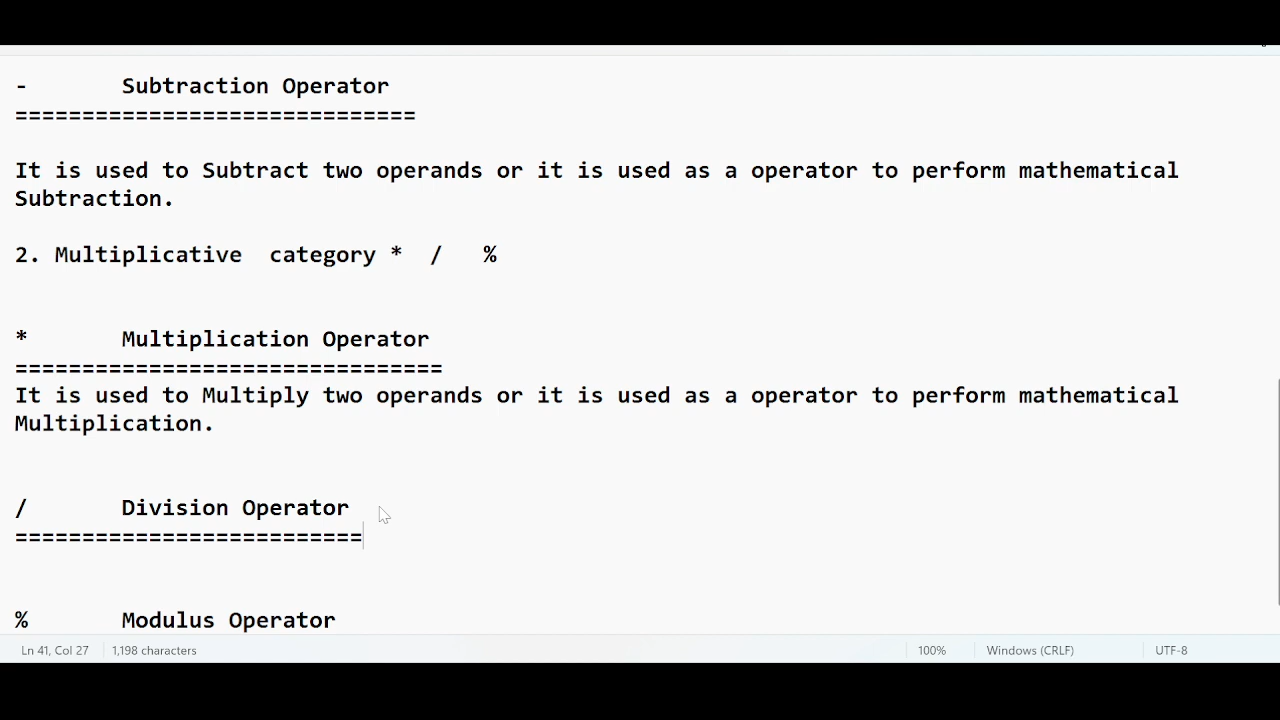 - Subtraction Operator
==============================
It is used to Subtract two operands or it is used as a operator to perform mathematical
Subtraction.
2. Multiplicative  category *  /   %
* Multiplication Operator
================================
It is used to Multiply two operands or it is used as a operator to perform mathematical
Multiplication.
/ Division Operator
==========================
% Modulus Operator
Ln 41, Col 27 1,198 characters 100% Windows (CRLF) UTF-8